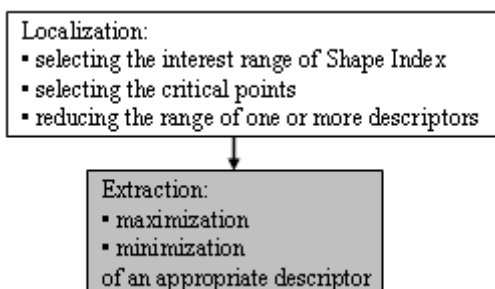 Localization:
▪ selecting the interest range of Shape Index
▪ selecting the critical points
▪ reducing the range of one or more descriptors
Extraction:
▪ maximization
▪ minimization
of an appropriate descriptor